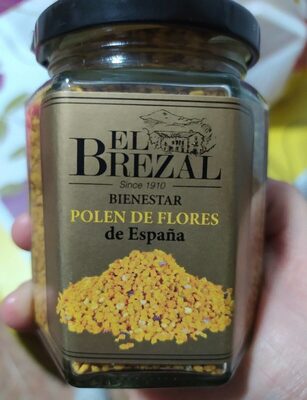 EL
BREZAL
Since 1910
BIENESTAR
POLEN DE FLORES
de España